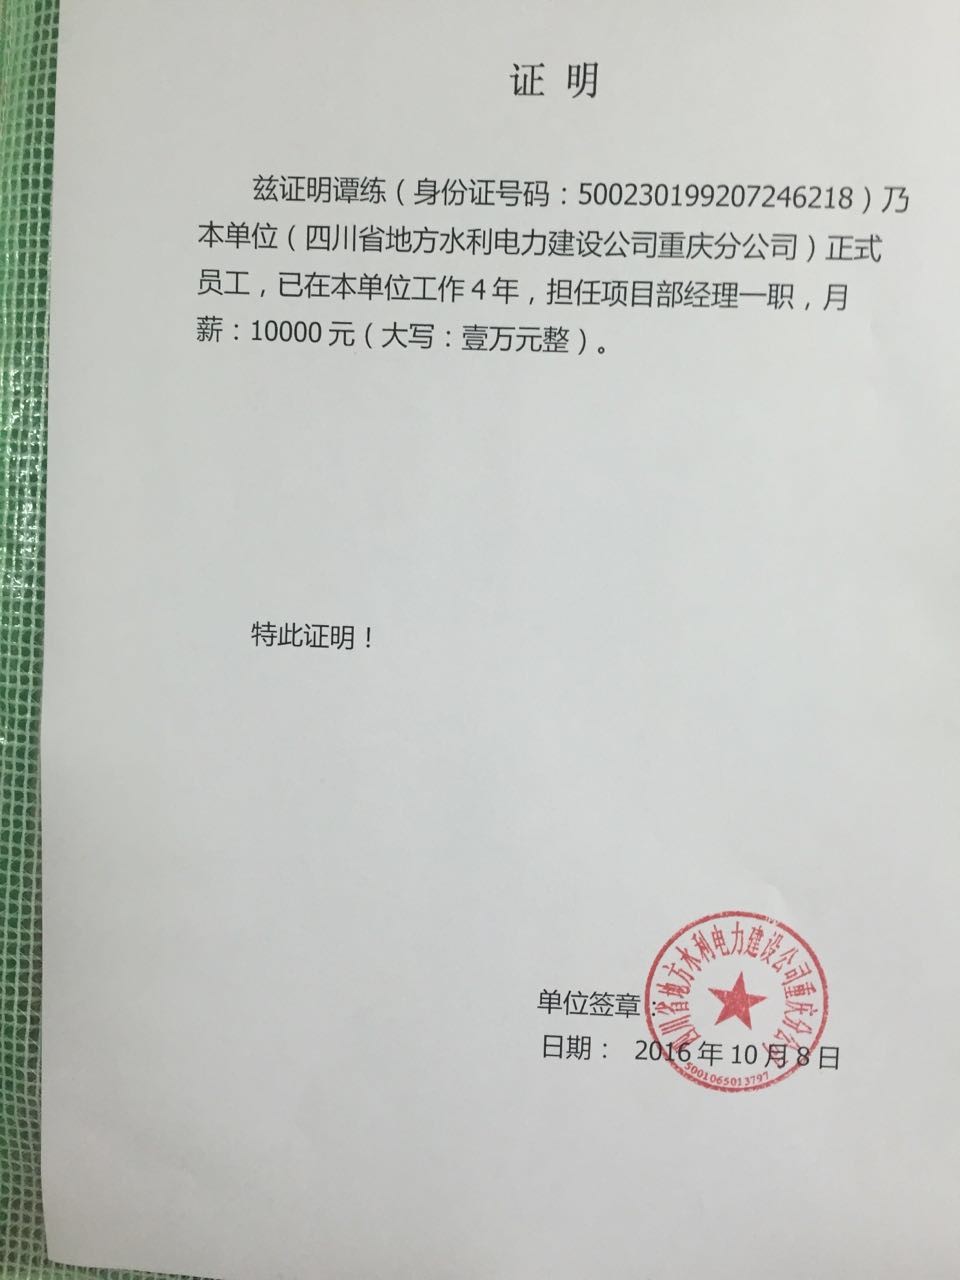 证 明
兹证明谭练（身份证号码：500230199207246218）乃
本单位（四川省地方水利电力建设公司重庆分公司）正式
员工，已在本单位工作 4 年，担任项目部经理一职，月
薪：10000 元（大写：壹万元整）。
特此证明！
单位签章：
日期： 2016 年 10 月 8 日
四川省地方水利电力建设公司重庆分公司
5001065013797